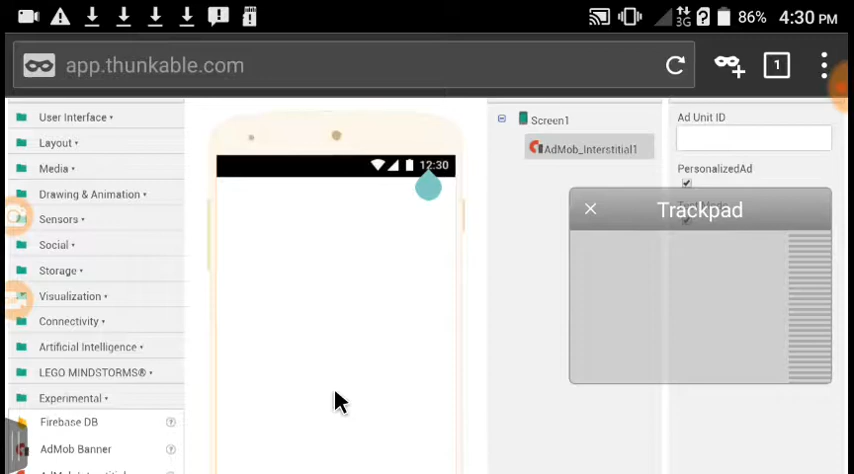 3G
86%
4:30 PM
app.thunkable.com
1
User Interface
Layout
Media
Drawing & Animation
Sensors
Social
Storage
Visualization
Connectivity
Artificial Intelligence
LEGO MINDSTORMS®
Experimental
Firebase DB
?
AdMob Banner
?
12:30
Screen1
AdMob_Interstitial1
Ad Unit ID
PersonalizedAd
Trackpad